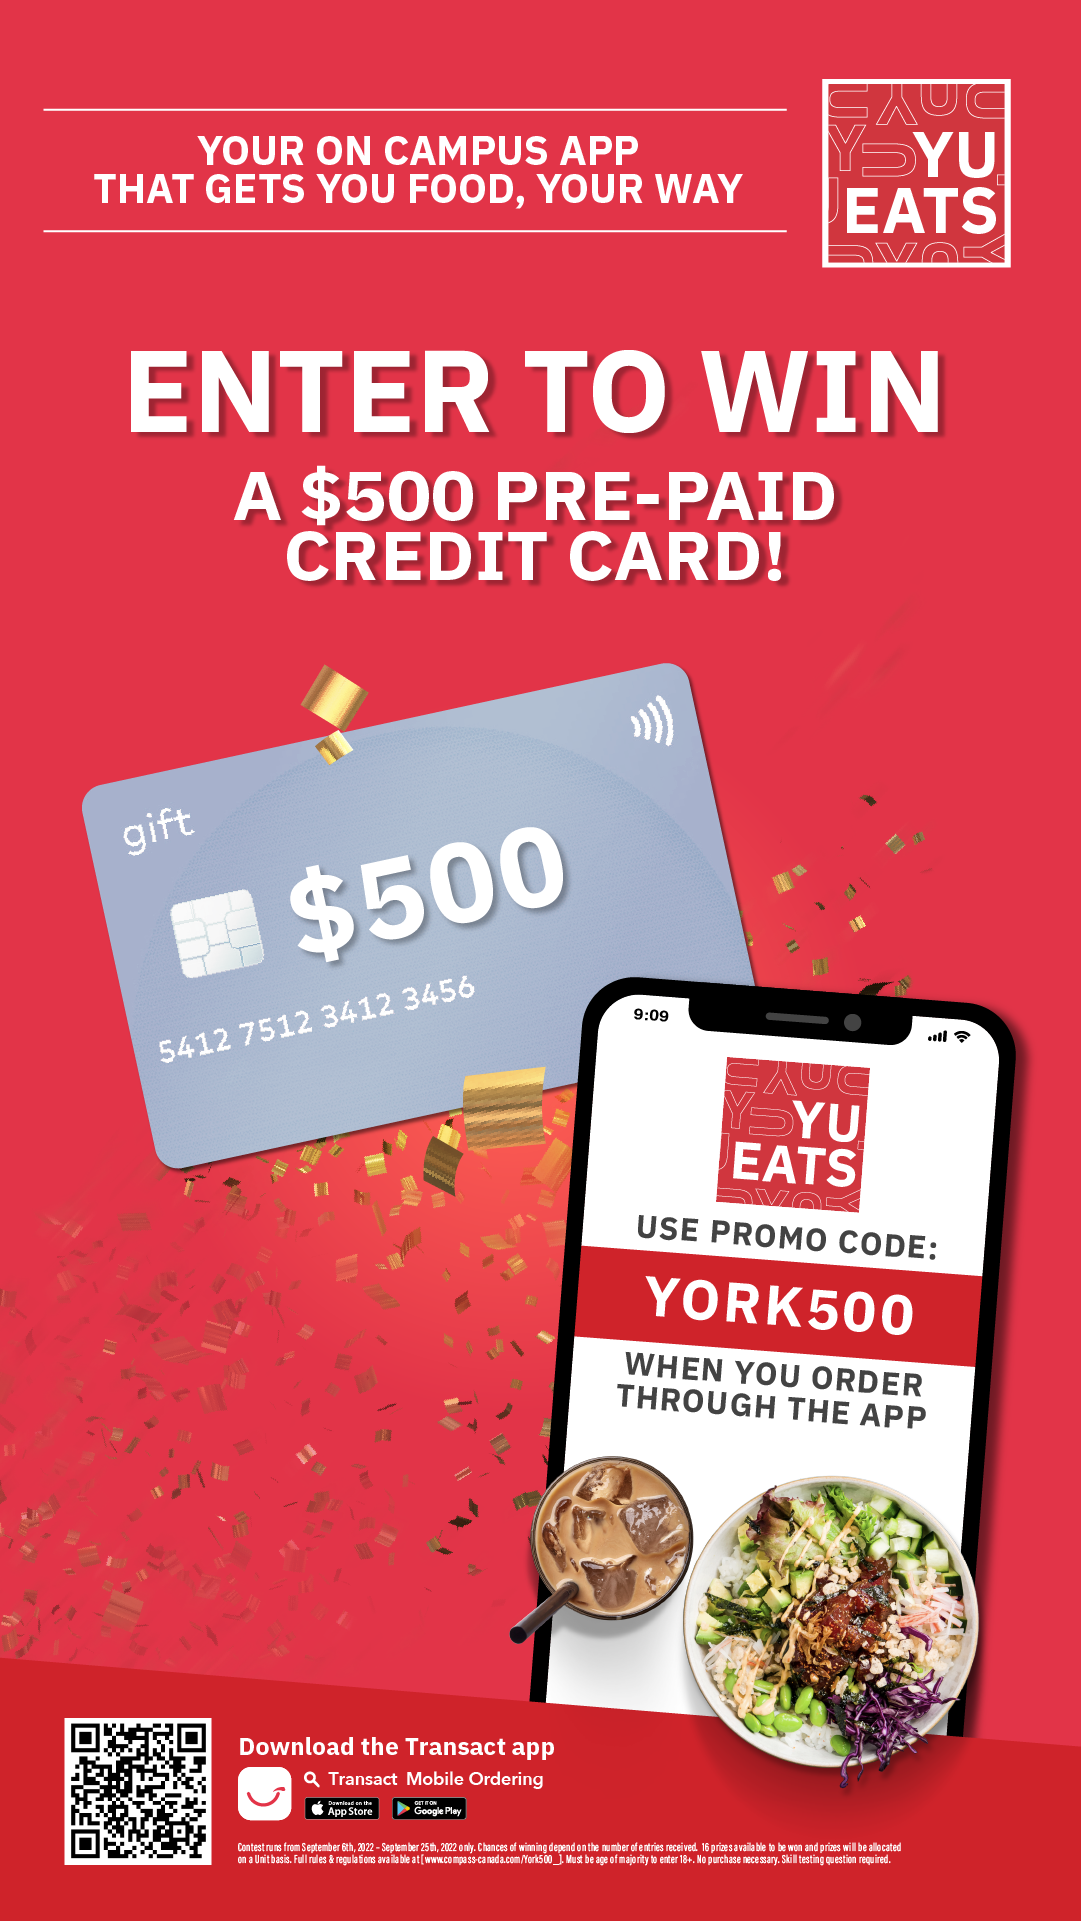 YOUR ON CAMPUS APP
THAT GETS YOU FOOD, YOUR WAY
YU
EATS
ENTER TO WIN
A $500 PRE-PAID
CREDIT CARD!
gift
$500
5412 7512 3412 3456
9:09
YU
EATS
USE PROMO CODE:
YORK500
WHEN YOU ORDER
THROUGH THE APP
Download the Transact app
Transact Mobile Ordering
Download on the
App Store
GET IT ON
Google Play
Contest runs from September 6th, 2022 - September 25th, 2022 only. Chances of winning depend on the number of entries received. 16 prizes available to be won and prizes will be allocated
on a Unit basis. Full rules & regulations available at [www.compass-canada.com/York500_]. Must be age of majority to enter 18+. No purchase necessary. Skill testing question required.